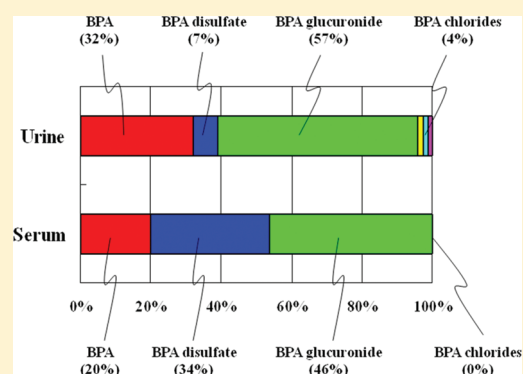 BPA BPA disulfate BPA glucuronide BPA chlorides
(32%) (7%) (57%) (4%)
Urine
Serum
0% 20% 40% 60% 80% 100%
BPA BPA disulfate BPA glucuronide BPA chlorides
(20%) (34%) (46%) (0%)